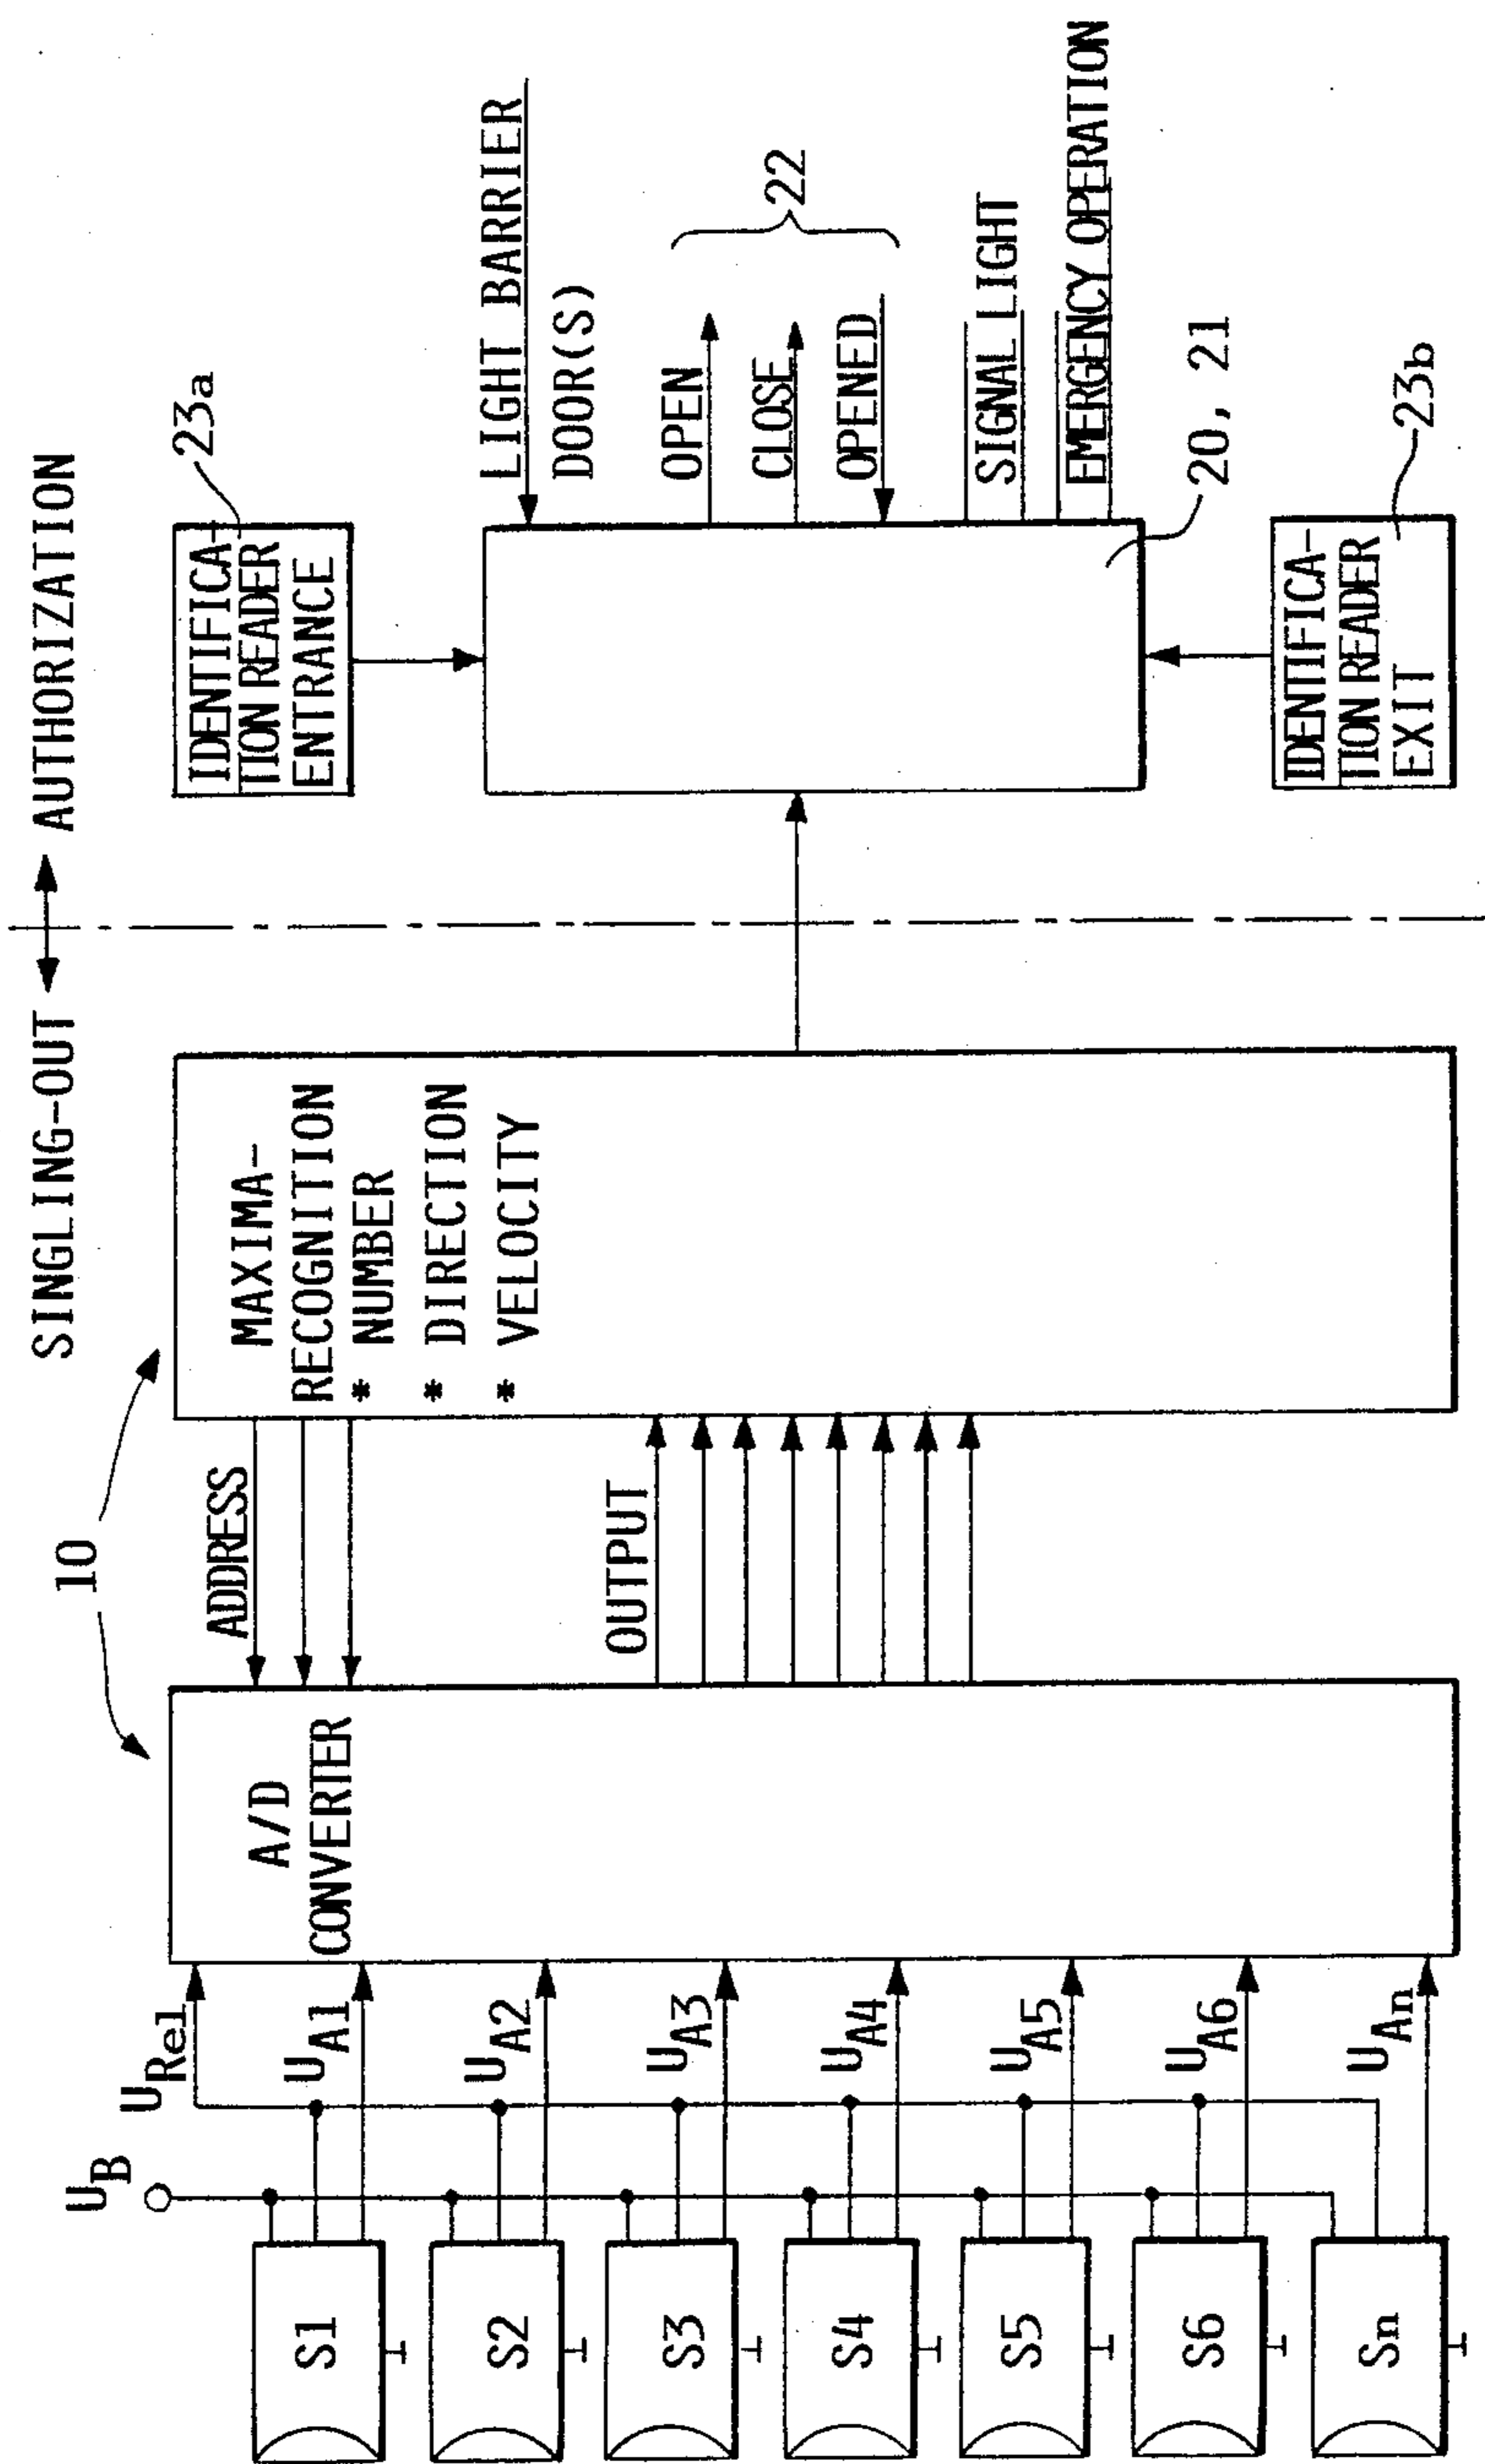 SINGLING-OUT
AUTHORIZATION
10
U_B
U_Rel
U_A1
U_A2
U_A3
U_A4
U_A5
U_A6
U_An
S1
S2
S3
S4
S5
S6
Sn
A/D
CONVERTER
ADDRESS
OUTPUT
MAXIMA-
RECOGNITION
* NUMBER
* DIRECTION
* VELOCITY
IDENTIFICA-
TION READER
ENTRANCE
23a
LIGHT BARRIER
DOOR(S)
OPEN
CLOSE
OPENED
22
SIGNAL LIGHT
EMERGENCY OPERATION
20, 21
IDENTIFICA-
TION READER
EXIT
23b